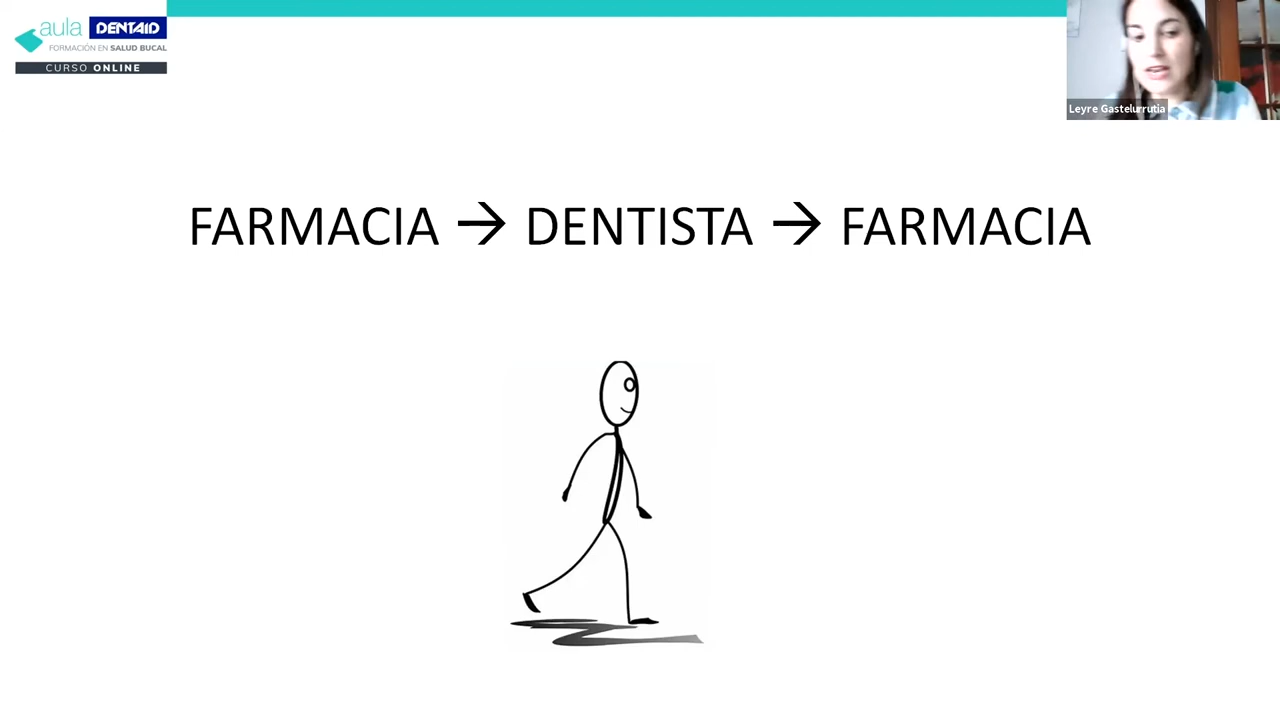 aula DENTAID
FORMACIÓN EN SALUD BUCAL
CURSO ONLINE
Leyre Gastelurrutia
FARMACIA → DENTISTA → FARMACIA